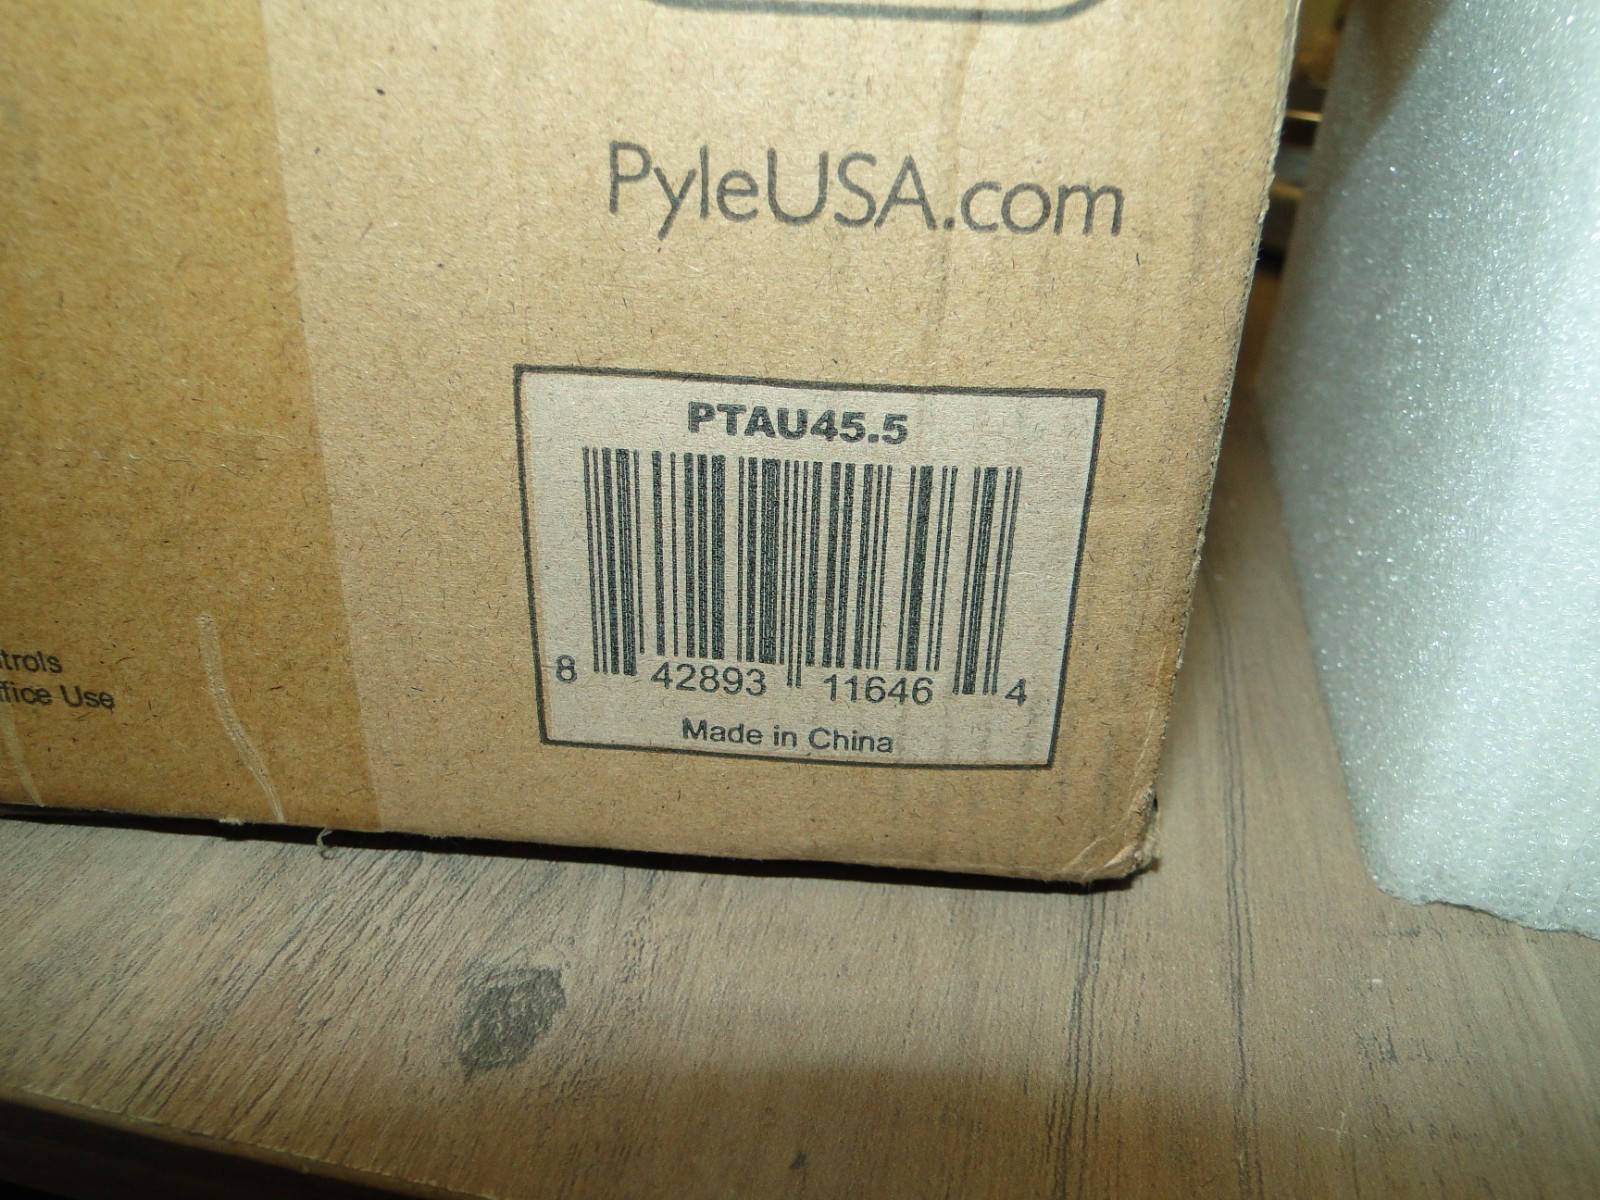 PyleUSA.com
PTAU45.5
8 42893 11646 4
Made in China
trols
ffice Use